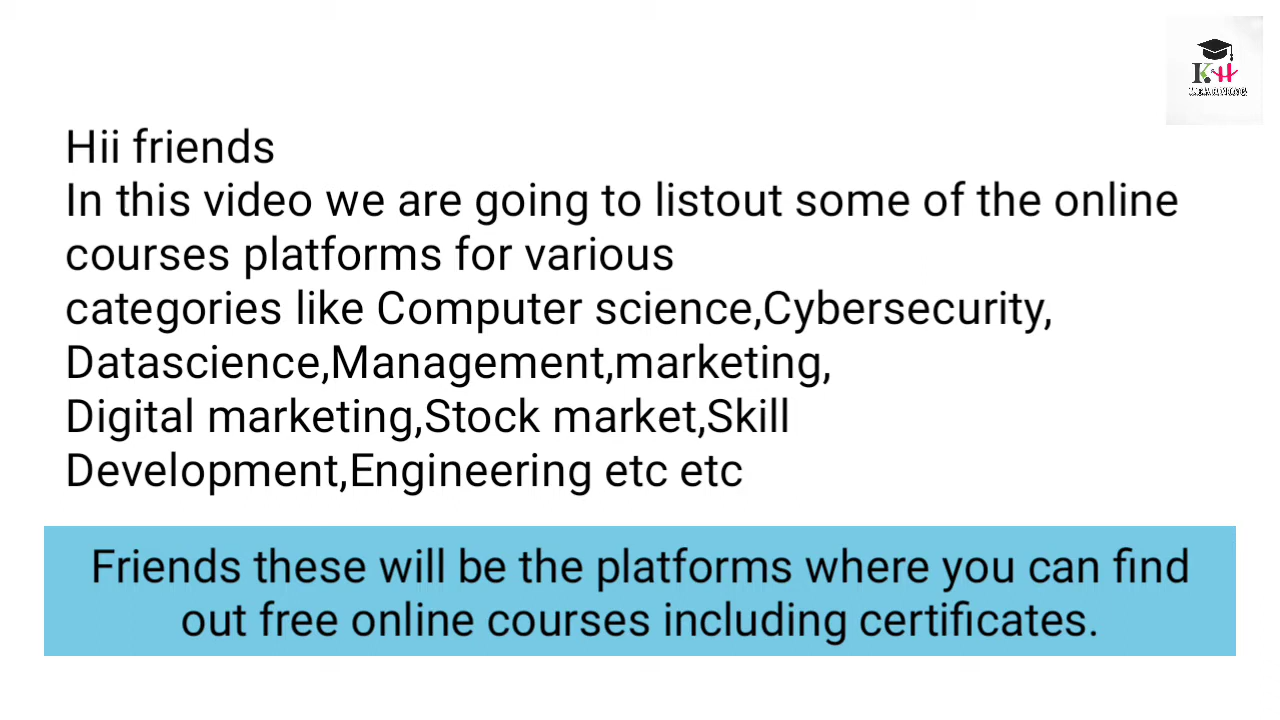 K H
LEARNING
Hii friends
In this video we are going to listout some of the online
courses platforms for various
categories like Computer science,Cybersecurity,
Datascience,Management,marketing,
Digital marketing,Stock market,Skill
Development,Engineering etc etc
Friends these will be the platforms where you can find
out free online courses including certificates.